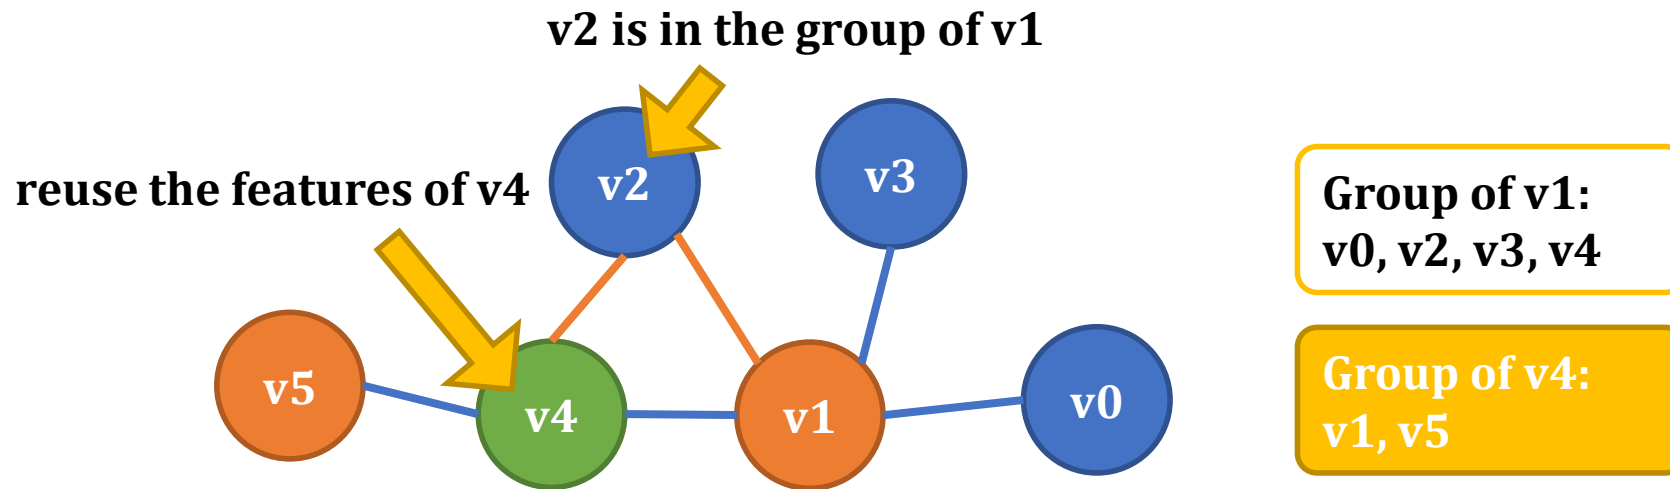 v2 is in the group of v1
reuse the features of v4
v2
v3
v5
v4
v1
v0
Group of v1:
v0, v2, v3, v4
Group of v4:
v1, v5